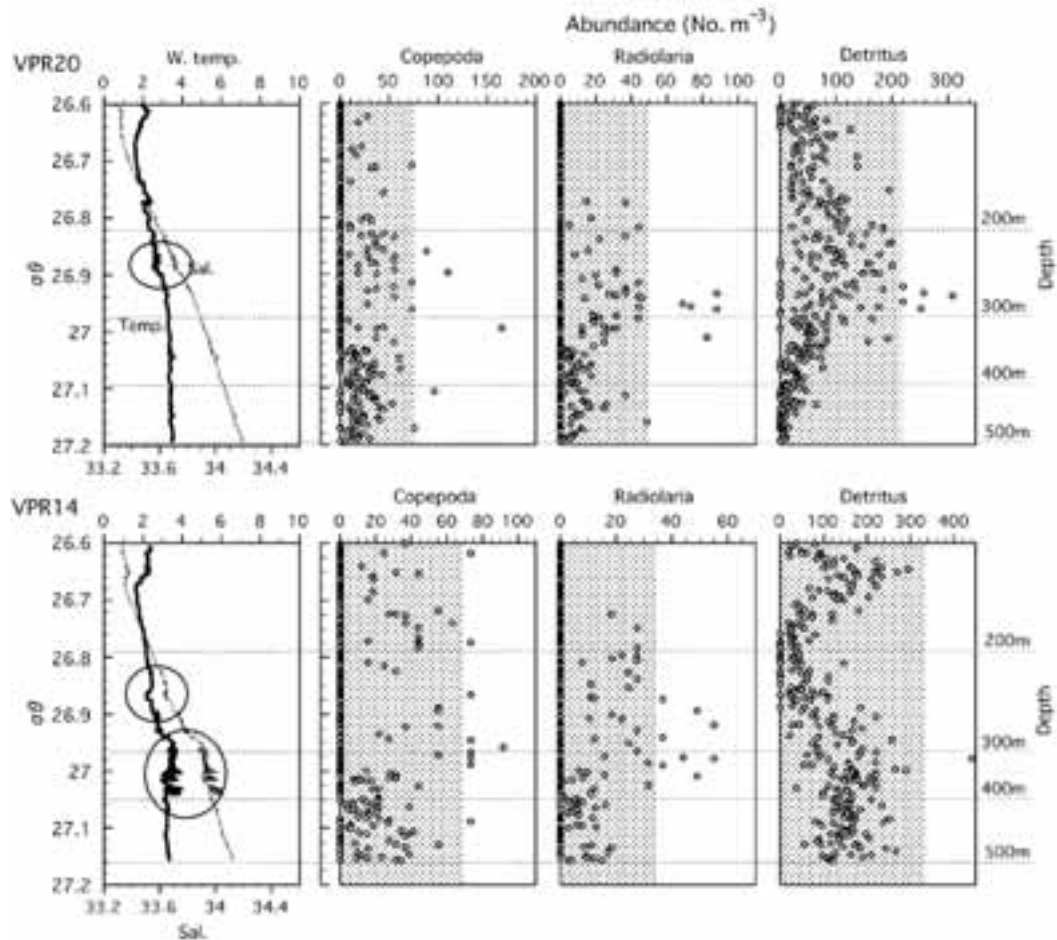 Abundance (No. m⁻³)
W. temp. Copepoda Radiolaria Detritus
VPR20 0 2 4 6 8 10 0 50 100 150 200 0 20 40 60 80 100 0 100 200 300
26.6
26.7
26.8 200m
26.9 Sal.
σθ Depth
Temp. 300m
27
27.1 400m
27.2 500m
33.2 33.6 34 34.4
Copepoda Radiolaria Detritus
VPR14 0 2 4 6 8 10 0 20 40 60 80 100 0 20 40 60 0 100 200 300 400
26.6
26.7
26.8 200m
26.9
σθ Depth
27 300m
400m
27.1
500m
27.2
33.2 33.6 34 34.4
Sal.